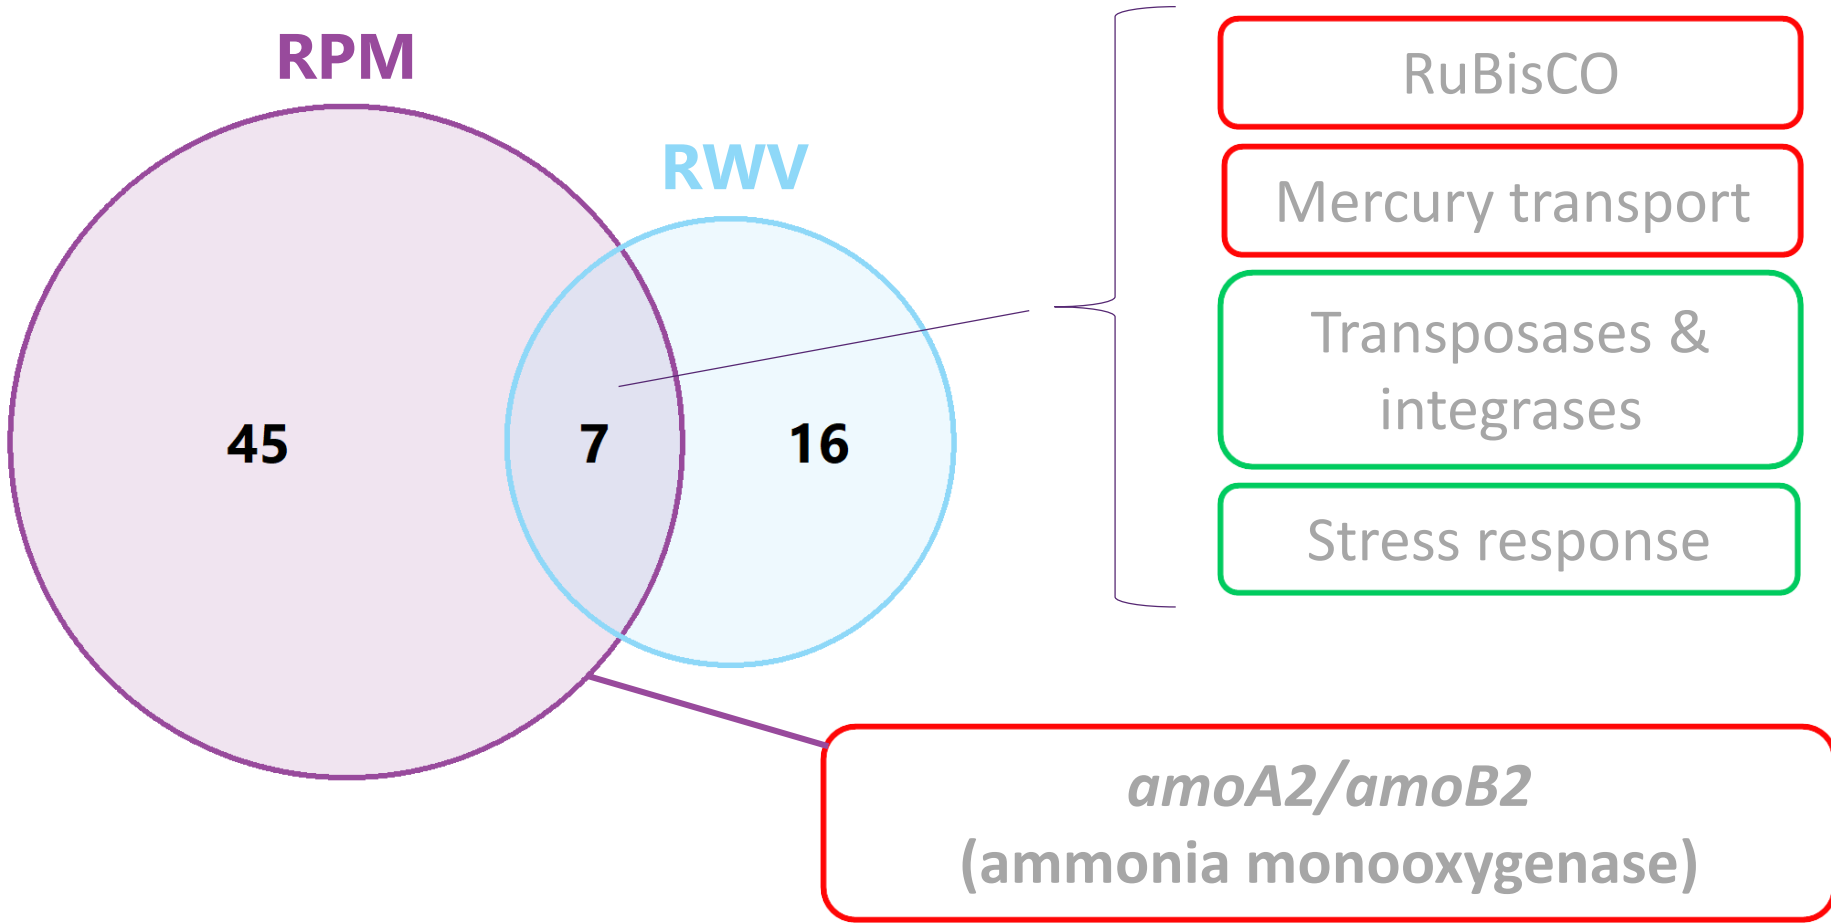 RPM
RWV
45
7
16
RuBisCO
Mercury transport
Transposases &
integrases
Stress response
amoA2/amoB2
(ammonia monooxygenase)